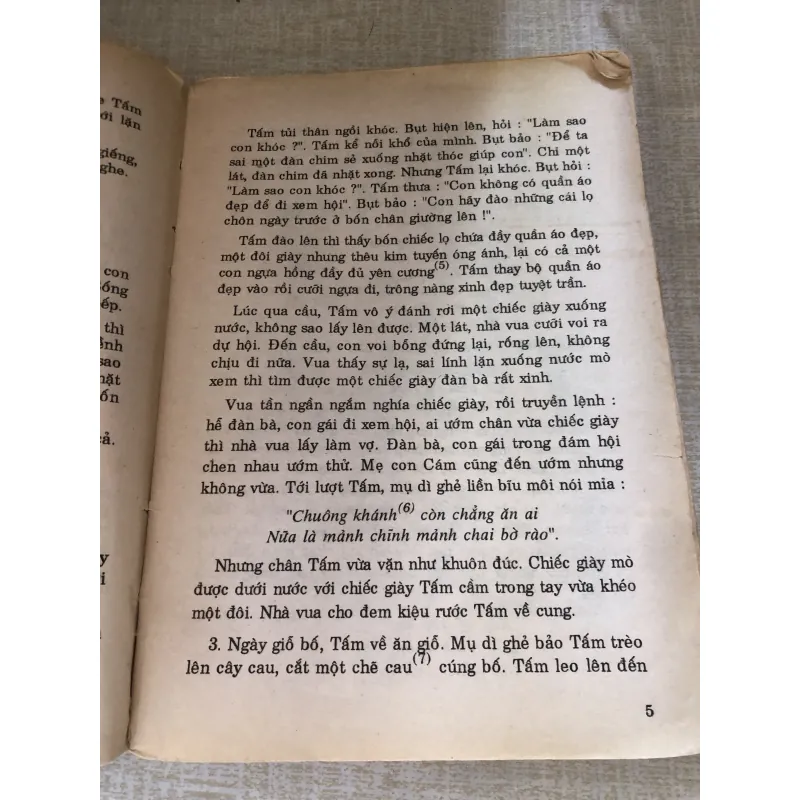 Tấm
ới lặn
giếng,
nghe.
con
ống
ếp.
thì
ềnh
sao
hặt
ốn
ả.
y
i
Tấm tủi thân ngồi khóc. Bụt hiện lên, hỏi : "Làm sao
con khóc ?". Tấm kể nỗi khổ của mình. Bụt bảo : "Để ta
sai một đàn chim sẻ xuống nhặt thóc giúp con". Chỉ một
lát, đàn chim đã nhặt xong. Nhưng Tấm lại khóc. Bụt hỏi :
"Làm sao con khóc ?". Tấm thưa : "Con không có quần áo
đẹp để đi xem hội". Bụt bảo : "Con hãy đào những cái lọ
chôn ngày trước ở bốn chân giường lên !".
Tấm đào lên thì thấy bốn chiếc lọ chứa đầy quần áo đẹp,
một đôi giày nhung thêu kim tuyến óng ánh, lại có cả một
con ngựa hồng đầy đủ yên cương(5). Tấm thay bộ quần áo
đẹp vào rồi cưỡi ngựa đi, trông nàng xinh đẹp tuyệt trần.
Lúc qua cầu, Tấm vô ý đánh rơi một chiếc giày xuống
nước, không sao lấy lên được. Một lát, nhà vua cưỡi voi ra
dự hội. Đến cầu, con voi bỗng đứng lại, rống lên, không
chịu đi nữa. Vua thấy sự lạ, sai lính lặn xuống nước mò
xem thì tìm được một chiếc giày đàn bà rất xinh.
Vua tần ngần ngắm nghía chiếc giày, rồi truyền lệnh :
hễ đàn bà, con gái đi xem hội, ai ướm chân vừa chiếc giày
thì nhà vua lấy làm vợ. Đàn bà, con gái trong đám hội
chen nhau ướm thử. Mẹ con Cám cũng đến ướm nhưng
không vừa. Tới lượt Tấm, mụ dì ghẻ liền bĩu môi nói mỉa :
"Chuông khánh(6) còn chẳng ăn ai
Nữa là mảnh chĩnh mảnh chai bờ rào".
Nhưng chân Tấm vừa vặn như khuôn đúc. Chiếc giày mò
được dưới nước với chiếc giày Tấm cầm trong tay vừa khéo
một đôi. Nhà vua cho đem kiệu rước Tấm về cung.
3. Ngày giỗ bố, Tấm về ăn giỗ. Mụ dì ghẻ bảo Tấm trèo
lên cây cau, cắt một chẽ cau(7) cúng bố. Tấm leo lên đến
5